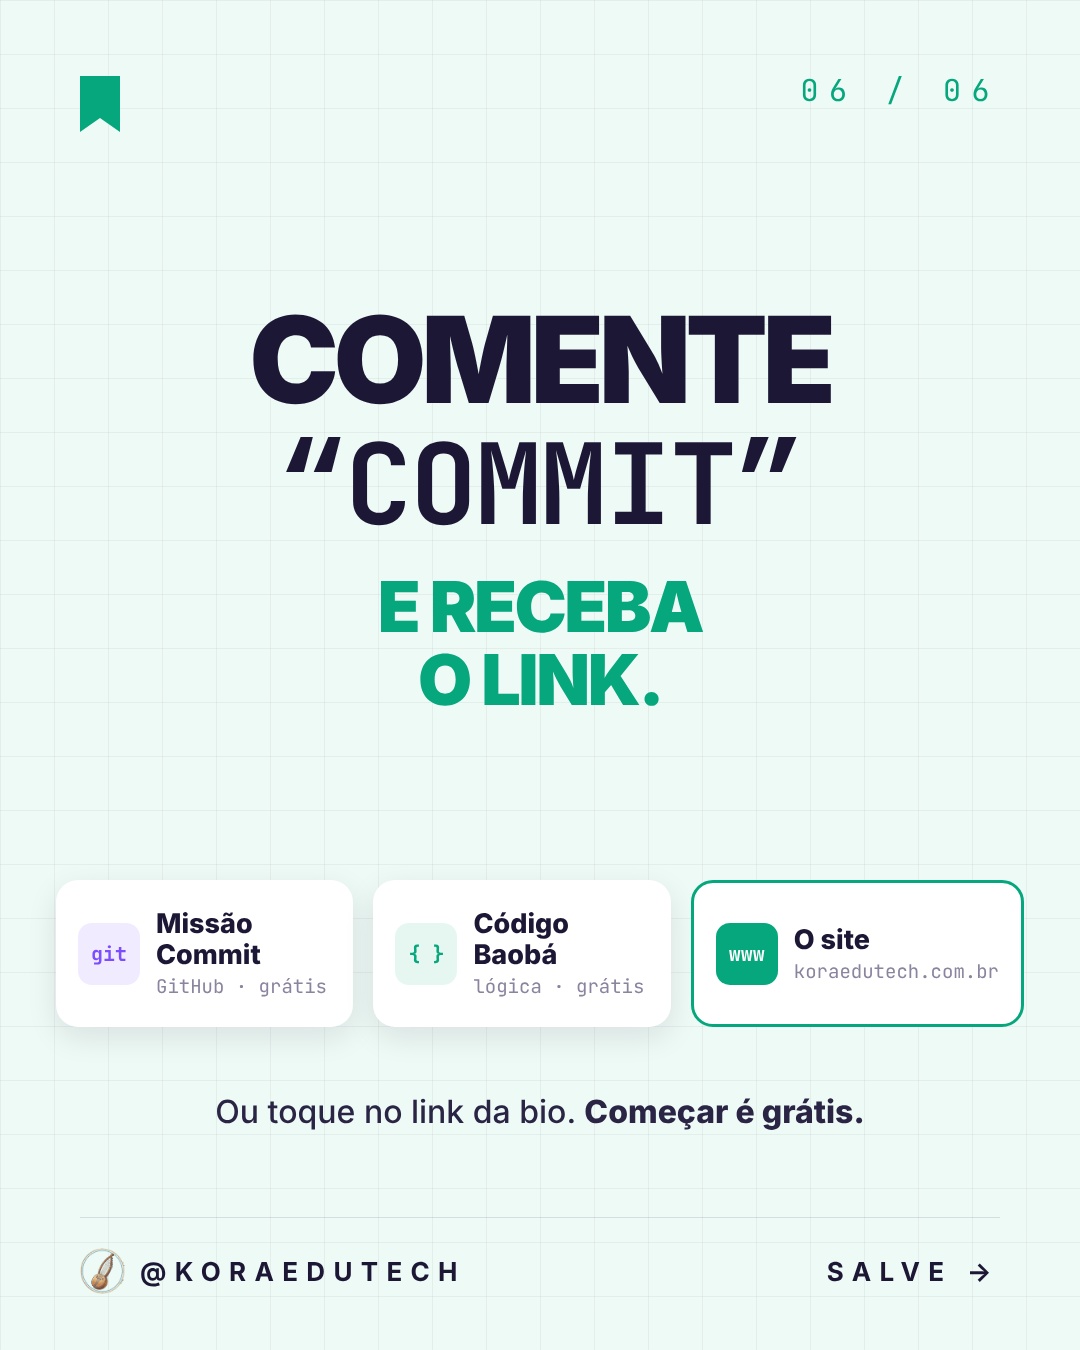 06 / 06
COMENTE
“COMMIT”
E RECEBA
O LINK.
git
Missão
Commit
GitHub · grátis
{ }
Código
Baobá
lógica · grátis
www
O site
koraedutech.com.br
Ou toque no link da bio. Começar é grátis.
@KORAEDUTECH
SALVE →